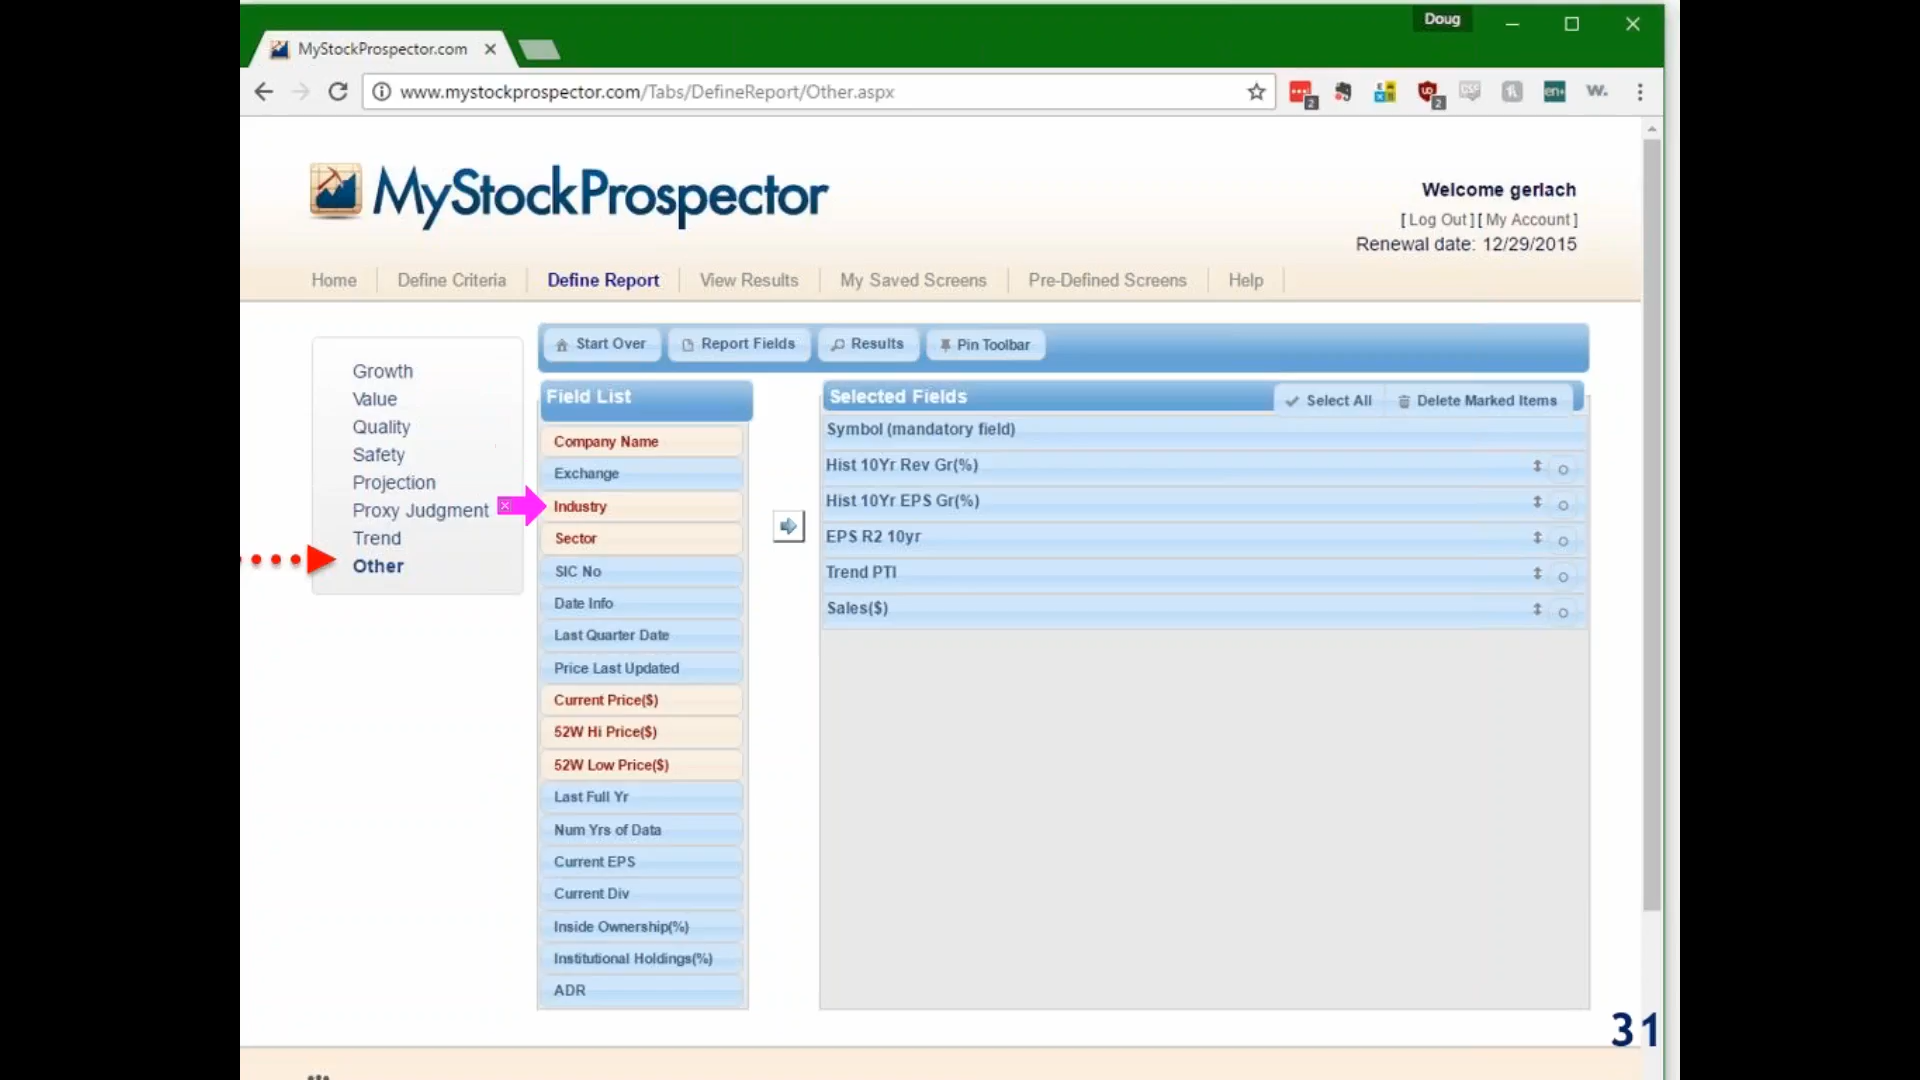 Doug
MyStockProspector.com
www.mystockprospector.com/Tabs/DefineReport/Other.aspx
MyStockProspector
Welcome gerlach
[ Log Out ] [ My Account ]
Renewal date: 12/29/2015
Home Define Criteria Define Report View Results My Saved Screens Pre-Defined Screens Help
Start Over Report Fields Results Pin Toolbar
Growth
Value
Quality
Safety
Projection
Proxy Judgment
Trend
Other
Field List
Company Name
Exchange
Industry
Sector
SIC No
Date Info
Last Quarter Date
Price Last Updated
Current Price($)
52W Hi Price($)
52W Low Price($)
Last Full Yr
Num Yrs of Data
Current EPS
Current Div
Inside Ownership(%)
Institutional Holdings(%)
ADR
Selected Fields Select All Delete Marked Items
Symbol (mandatory field)
Hist 10Yr Rev Gr(%)
Hist 10Yr EPS Gr(%)
EPS R2 10yr
Trend PTI
Sales($)
31